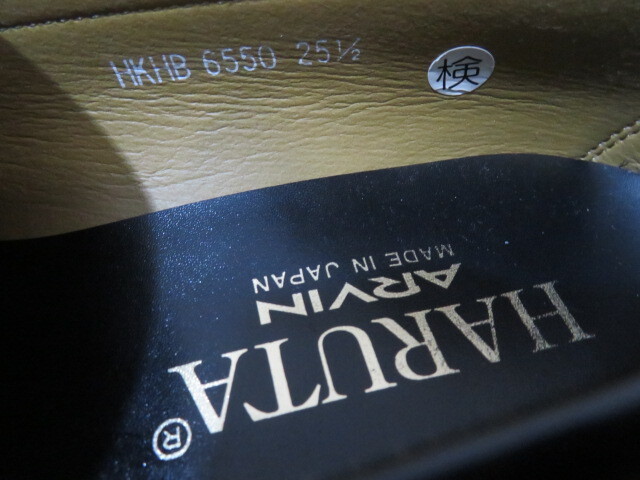 HKHB 6550 25½
検
HARUTA®
ARVIN
MADE IN JAPAN